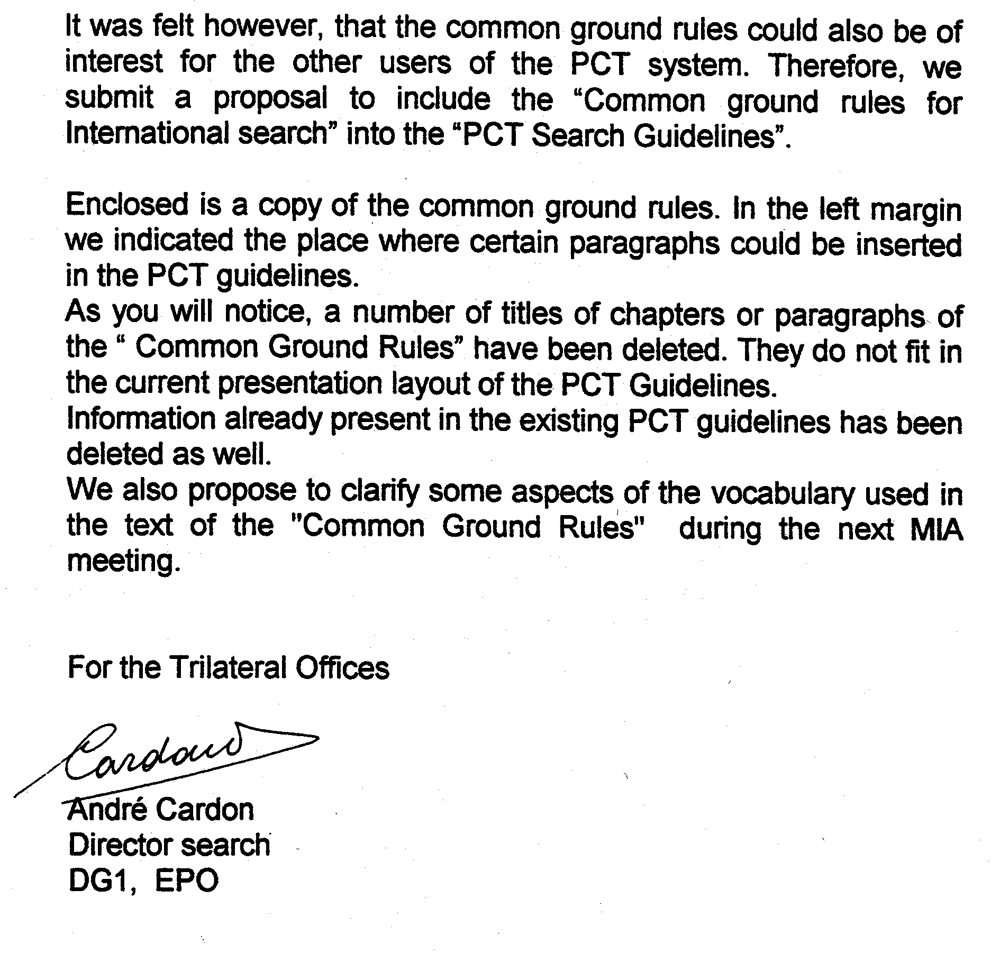 It was felt however, that the common ground rules could also be of
interest for the other users of the PCT system. Therefore, we
submit a proposal to include the “Common ground rules for
International search” into the “PCT Search Guidelines”.
Enclosed is a copy of the common ground rules. In the left margin
we indicated the place where certain paragraphs could be inserted
in the PCT guidelines.
As you will notice, a number of titles of chapters or paragraphs of
the “ Common Ground Rules” have been deleted. They do not fit in
the current presentation layout of the PCT Guidelines.
Information already present in the existing PCT guidelines has been
deleted as well.
We also propose to clarify some aspects of the vocabulary used in
the text of the "Common Ground Rules" during the next MIA
meeting.
For the Trilateral Offices
Cardon
André Cardon
Director search
DG1, EPO